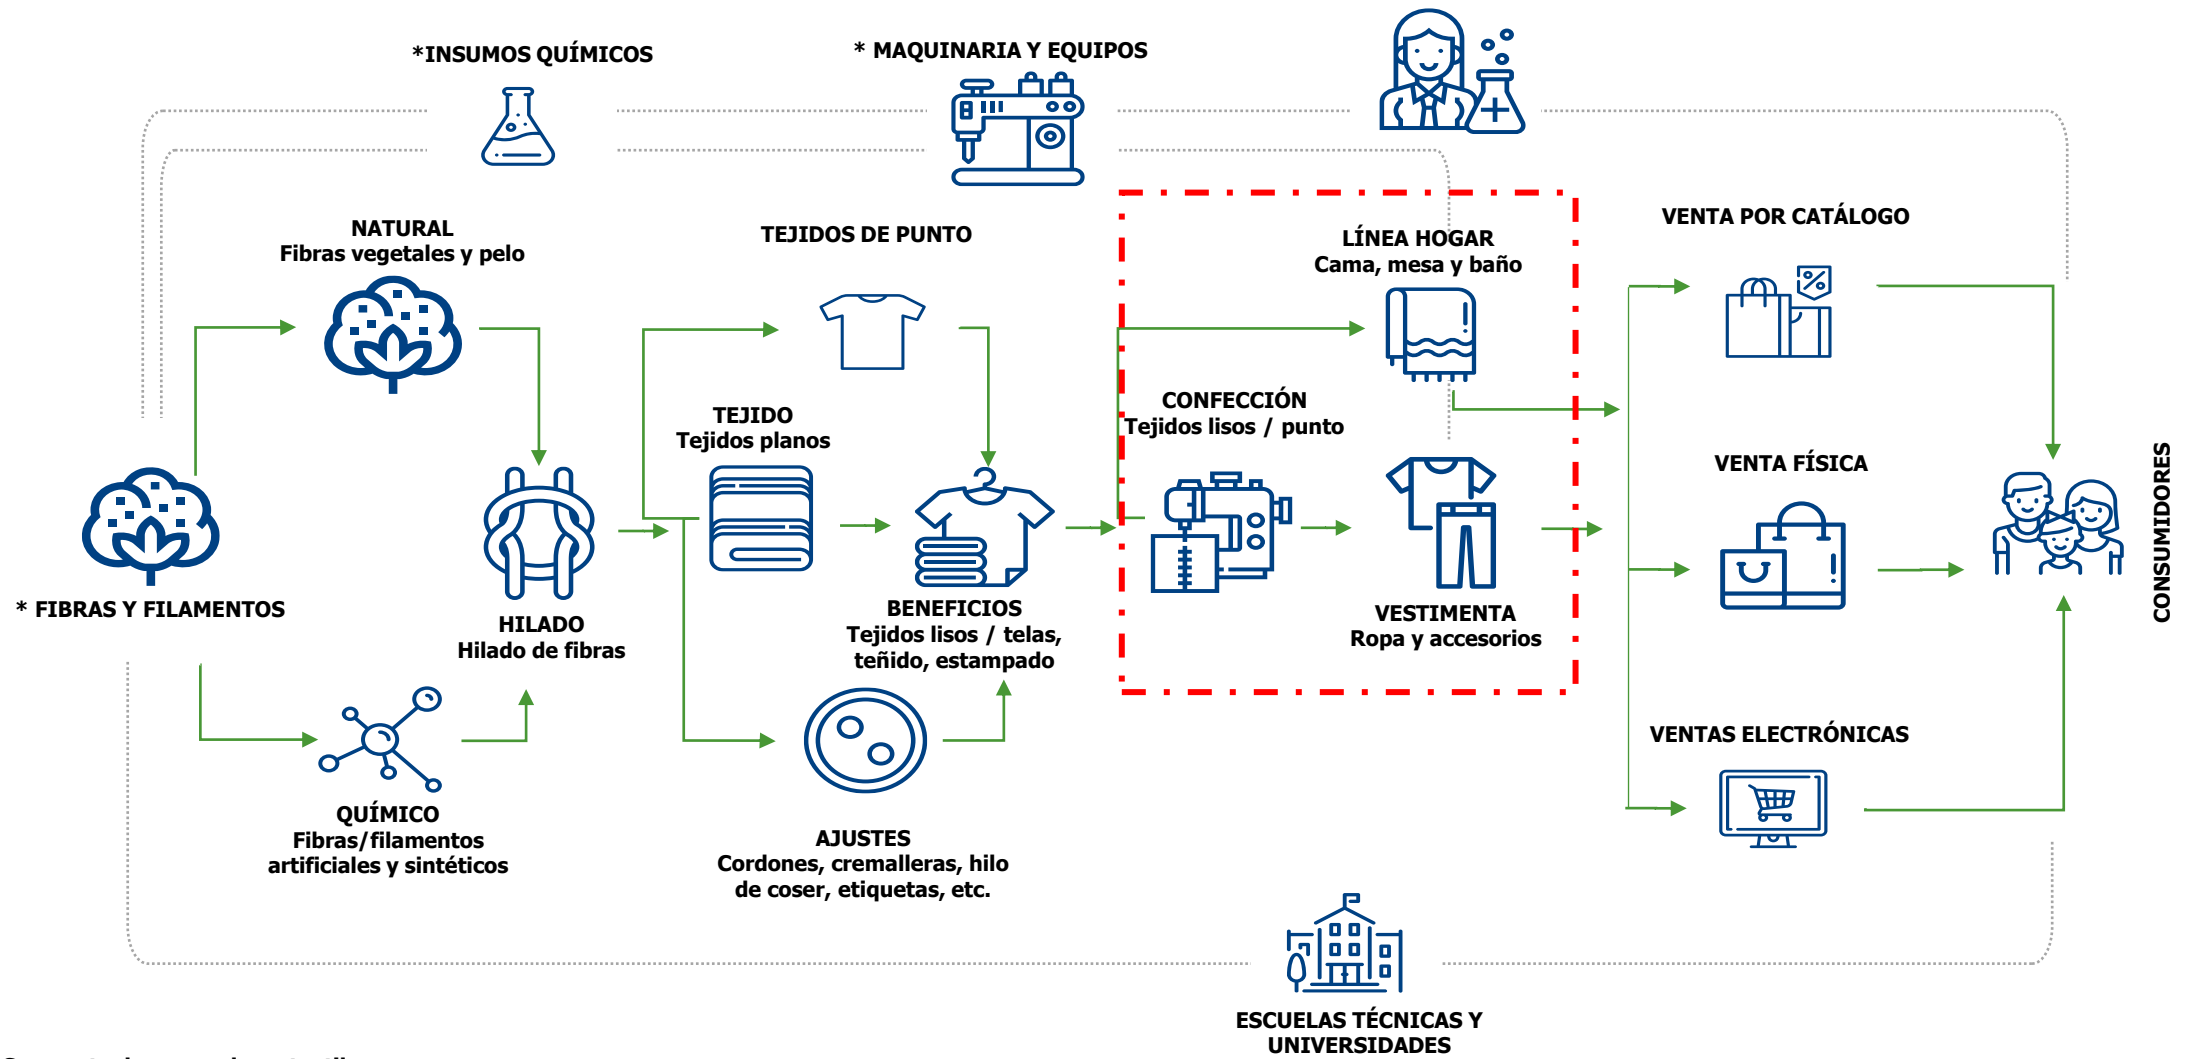 *INSUMOS QUÍMICOS
* MAQUINARIA Y EQUIPOS
NATURAL
Fibras vegetales y pelo
TEJIDOS DE PUNTO
LÍNEA HOGAR
Cama, mesa y baño
VENTA POR CATÁLOGO
TEJIDO
Tejidos planos
CONFECCIÓN
Tejidos lisos / punto
VENTA FÍSICA
CONSUMIDORES
* FIBRAS Y FILAMENTOS
HILADO
Hilado de fibras
BENEFICIOS
Tejidos lisos / telas,
teñido, estampado
VESTIMENTA
Ropa y accesorios
VENTAS ELECTRÓNICAS
QUÍMICO
Fibras/filamentos
artificiales y sintéticos
AJUSTES
Cordones, cremalleras, hilo
de coser, etiquetas, etc.
ESCUELAS TÉCNICAS Y
UNIVERSIDADES